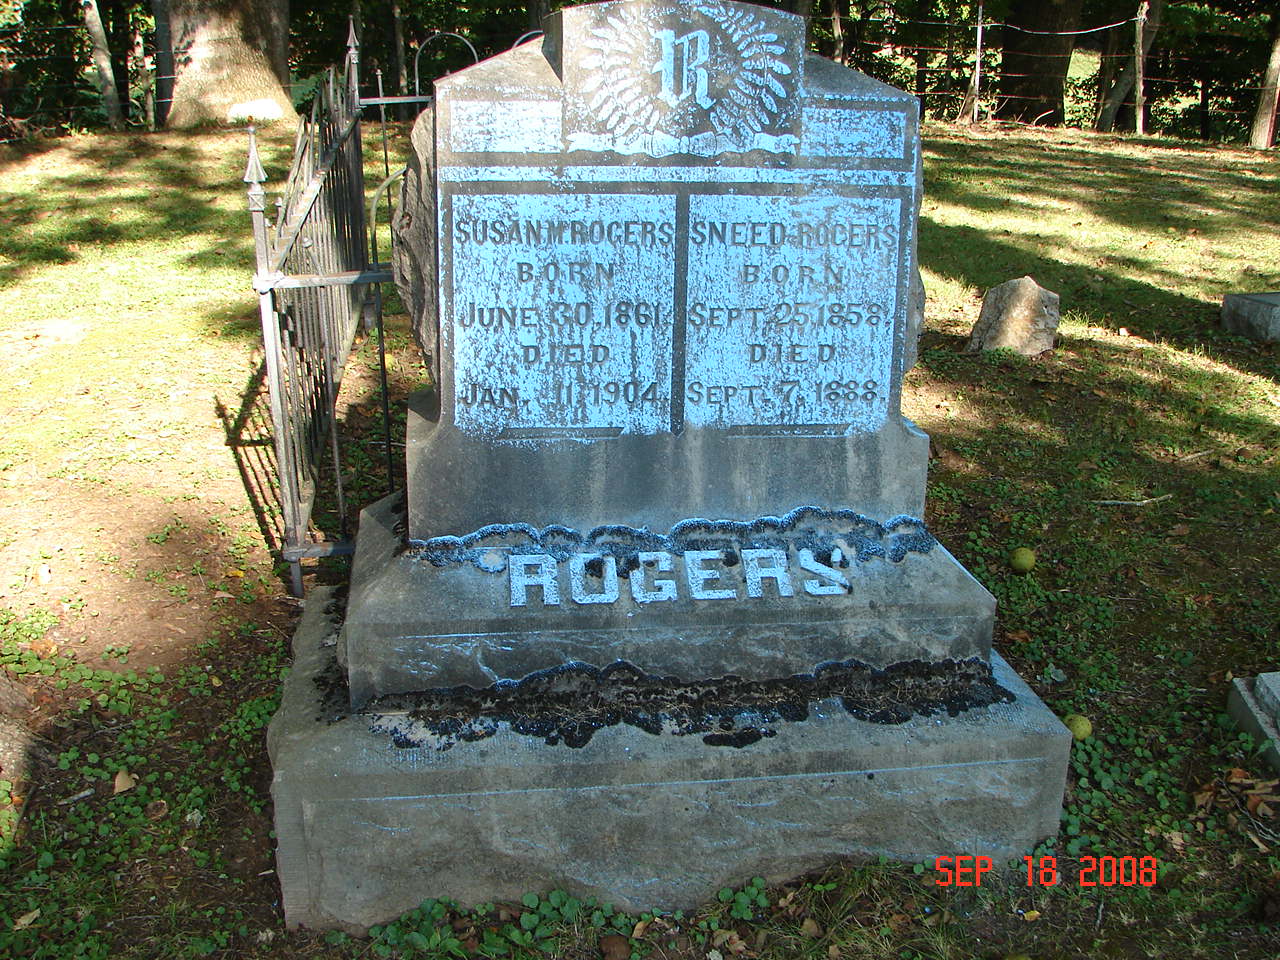 R
SUSAN M. ROGERS
BORN
JUNE 30, 1861.
DIED
JAN. 11, 1904.
SNEED ROGERS
BORN
SEPT. 25, 1858.
DIED
SEPT. 7, 1888.
ROGERS
SEP 18 2008